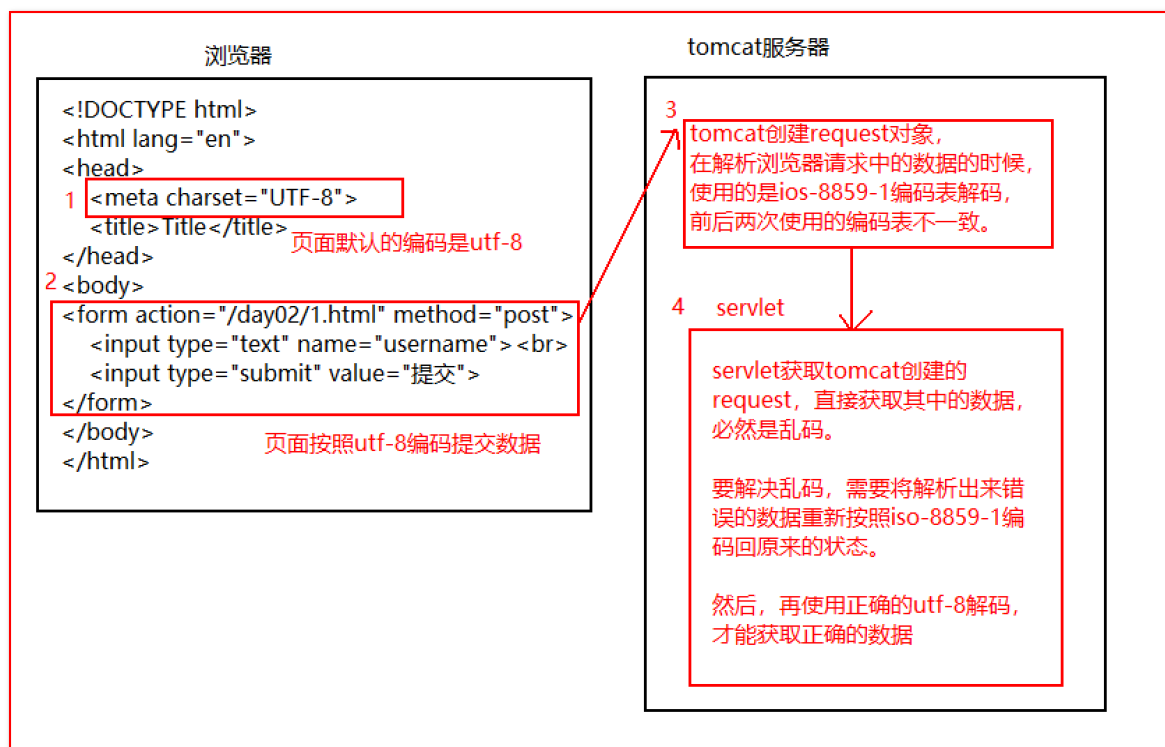 浏览器
<!DOCTYPE html>
<html lang="en">
<head>
1
<meta charset="UTF-8">
<title>Title</title>
页面默认的编码是utf-8
</head>
2
<body>
<form action="/day02/1.html" method="post">
<input type="text" name="username"><br>
<input type="submit" value="提交">
</form>
</body>
页面按照utf-8编码提交数据
</html>
tomcat服务器
3
tomcat创建request对象，
在解析浏览器请求中的数据的时候，
使用的是ios-8859-1编码表解码，
前后两次使用的编码表不一致。
4
servlet
servlet获取tomcat创建的
request，直接获取其中的数据，
必然是乱码。
要解决乱码，需要将解析出来错
误的数据重新按照iso-8859-1编
码回原来的状态。
然后，再使用正确的utf-8解码，
才能获取正确的数据